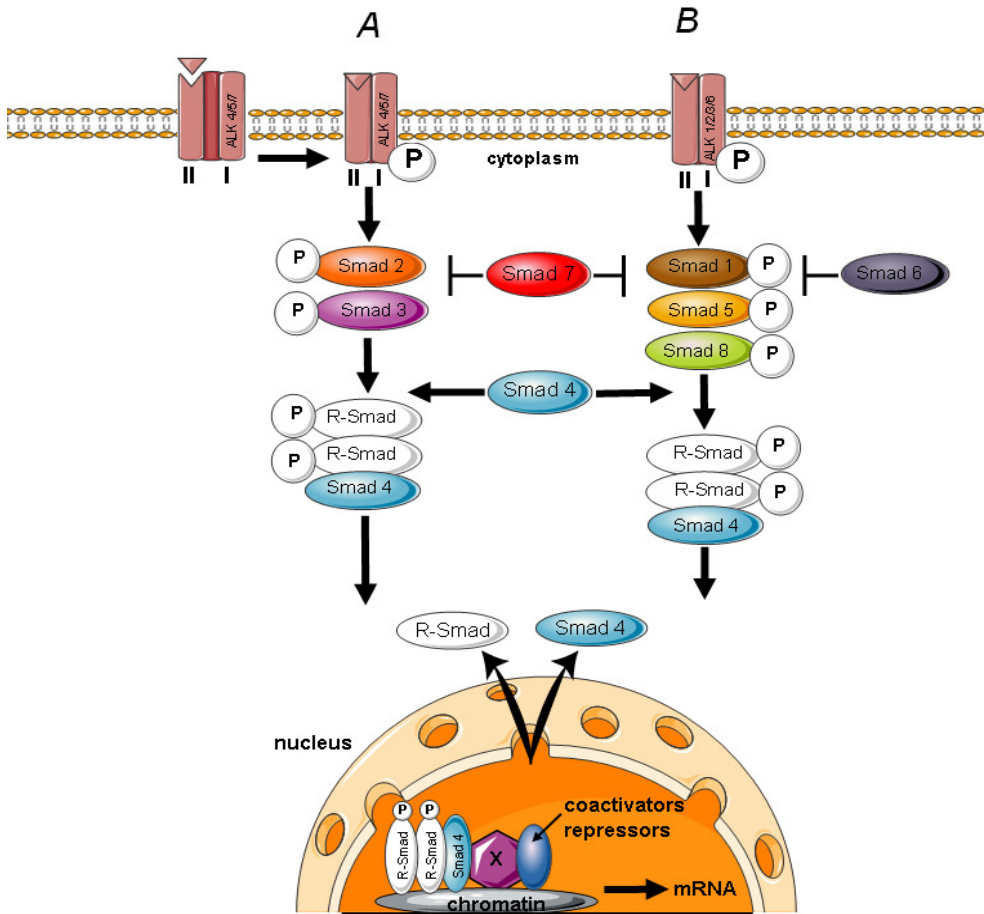 A
B
ALK 4/5/7
ALK 4/5/7
ALK 1/2/3/6
P
P
cytoplasm
II I
II I
II I
P
Smad 2
Smad 7
Smad 1
P
Smad 6
P
Smad 3
Smad 5
P
Smad 8
P
Smad 4
P
R-Smad
P
R-Smad
Smad 4
R-Smad
P
R-Smad
P
Smad 4
R-Smad
Smad 4
nucleus
P
P
coactivators
repressors
R-Smad
R-Smad
Smad 4
X
mRNA
chromatin